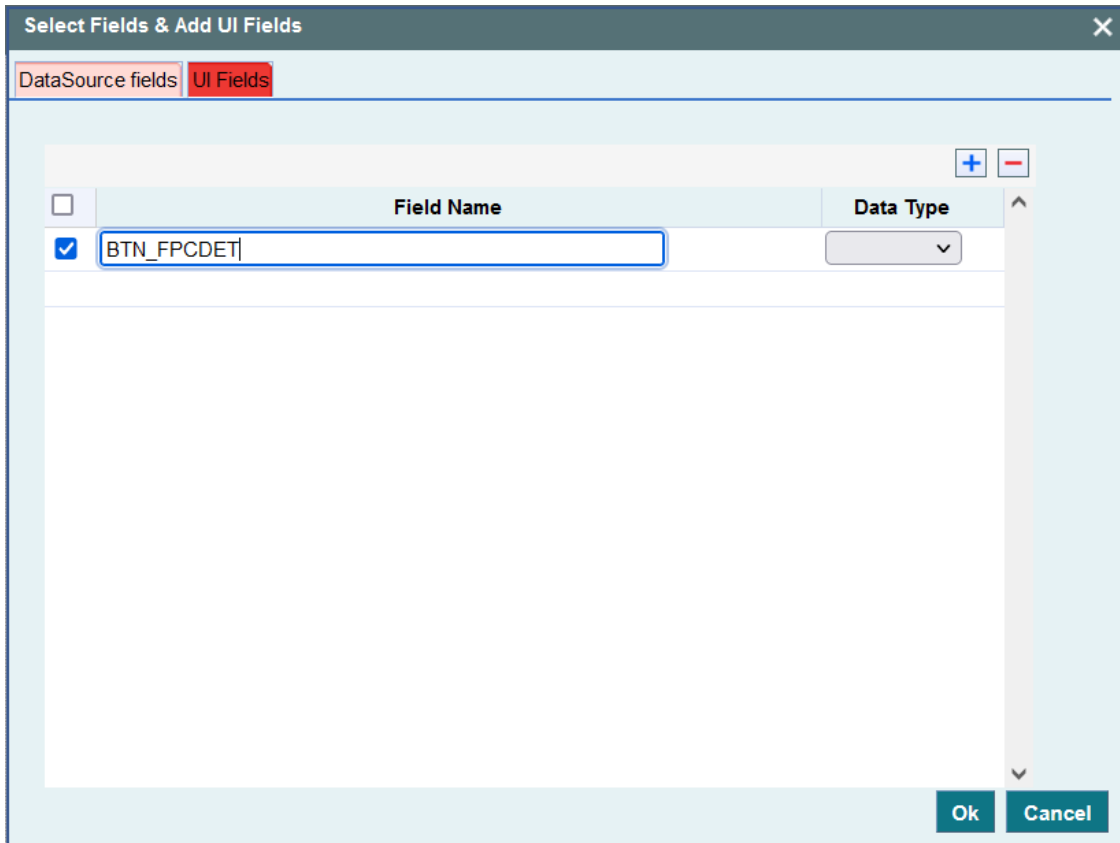 Select Fields & Add UI Fields
DataSource fields UI Fields
Field Name Data Type
BTN_FPCDET
Ok Cancel